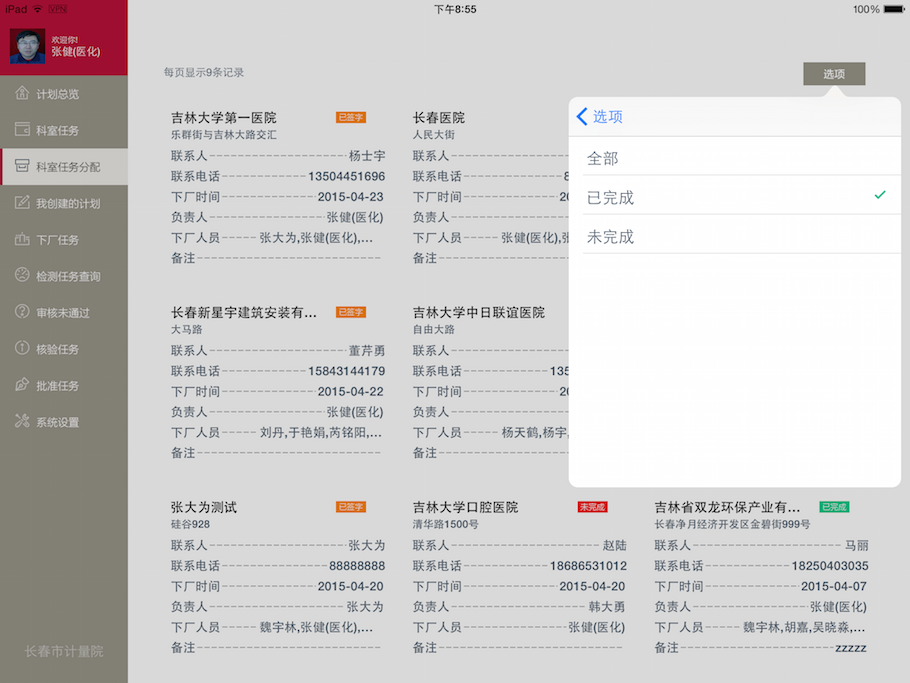 iPad
下午8:55
100%
欢迎你!
张健(医化)
计划总览
科室任务
科室任务分配
我创建的计划
下厂任务
检测任务查询
审核未通过
核验任务
批准任务
系统设置
长春市计量院
每页显示9条记录
选项
选项
全部
已完成
未完成
吉林大学第一医院 已签字
乐群街与吉林大路交汇
联系人 杨士宇
联系电话 13504451696
下厂时间 2015-04-23
负责人 张健(医化)
下厂人员 张大为,张健(医化),...
备注
长春医院
人民大街
联系人
联系电话 8
下厂时间 20
负责人
下厂人员 张健(医化),张
备注
长春新星宇建筑安装有... 已签字
大马路
联系人 董芹勇
联系电话 15843144179
下厂时间 2015-04-22
负责人 张健(医化)
下厂人员 刘丹,于艳娟,芮铭阳,...
备注
吉林大学中日联谊医院
自由大路
联系人
联系电话 135
下厂时间 20
负责人
下厂人员 杨天鹤,杨宇,
备注
张大为测试 已签字
硅谷928
联系人 张大为
联系电话 88888888
下厂时间 2015-04-20
负责人 张大为
下厂人员 魏宇林,张健(医化),...
备注
吉林大学口腔医院 未完成
清华路1500号
联系人 赵陆
联系电话 18686531012
下厂时间 2015-04-20
负责人 韩大勇
下厂人员 张健(医化)
备注
吉林省双龙环保产业有... 已完成
长春净月经济开发区金碧街999号
联系人 马丽
联系电话 18250403035
下厂时间 2015-04-07
负责人 张健(医化)
下厂人员 魏宇林,胡嘉,吴晓淼,...
备注 zzzzz